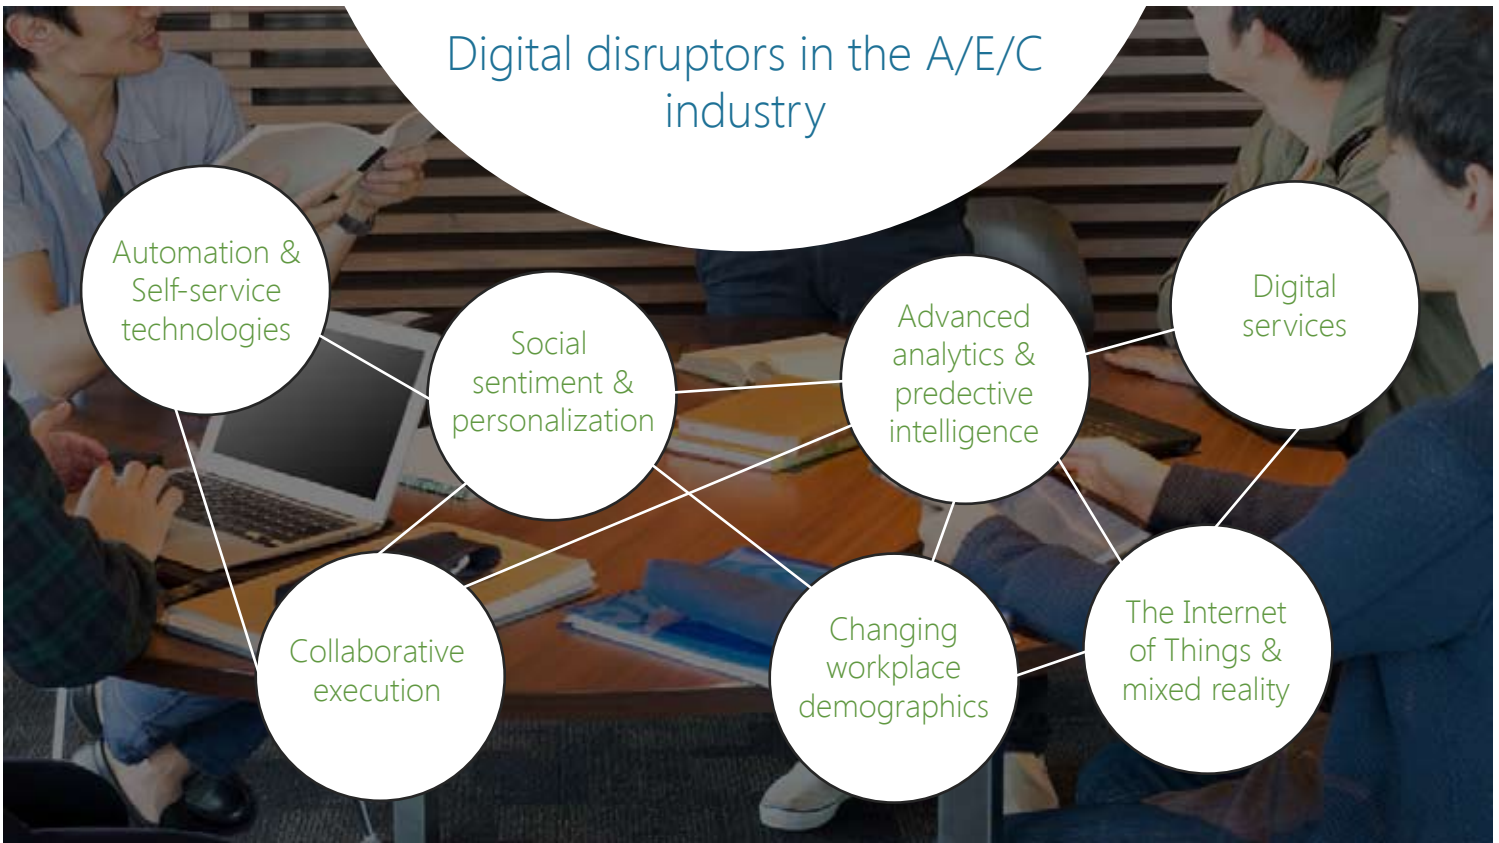 Digital disruptors in the A/E/C
industry
Automation &
Self-service
technologies
Social
sentiment &
personalization
Advanced
analytics &
predective
intelligence
Digital
services
Collaborative
execution
Changing
workplace
demographics
The Internet
of Things &
mixed reality